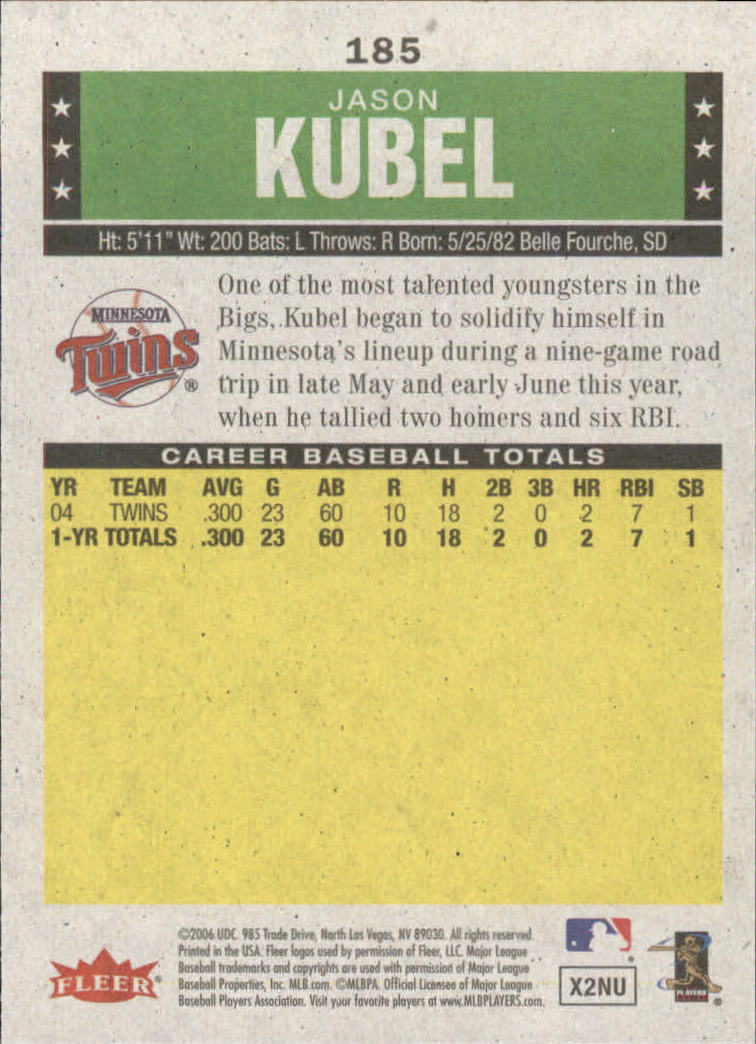 185
JASON
KUBEL
Ht: 5'11" Wt: 200 Bats: L Throws: R Born: 5/25/82 Belle Fourche, SD
MINNESOTA
Twins ®
One of the most talented youngsters in the
Bigs, Kubel began to solidify himself in
Minnesota's lineup during a nine-game road
trip in late May and early June this year,
when he tallied two homers and six RBI.
CAREER BASEBALL TOTALS
YR TEAM AVG G AB R H 2B 3B HR RBI SB
04 TWINS .300 23 60 10 18 2 0 2 7 1
1-YR TOTALS .300 23 60 10 18 2 0 2 7 1
FLEER®
©2006 UDC. 985 Trade Drive, North Las Vegas, NV 89030. All rights reserved.
Printed in the USA. Fleer logos used by permission of Fleer, LLC. Major League
Baseball trademarks and copyrights are used with permission of Major League
Baseball Properties, Inc. MLB.com. ©MLBPA. Official Licensee of Major League
Baseball Players Association. Visit your favorite players at www.MLBPLAYERS.com.
X2NU
PLAYERS